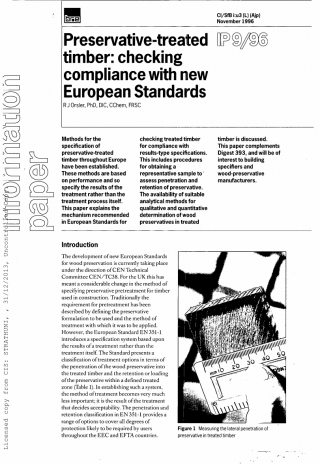 CI/SfB i:u3 (L) (Ajp)
November 1996
IP 9/96
Preservative-treated
timber: checking
compliance with new
European Standards
R J Orsler, PhD, DIC, CChem, FRSC
information
paper
Methods for the
specification of
preservative-treated
timber throughout Europe
have been established.
These methods are based
on performance and so
specify the results of the
treatment rather than the
treatment process itself.
This paper explains the
mechanism recommended
in European Standards for
checking treated timber
for compliance with
results-type specifications.
This includes procedures
for obtaining a
representative sample to
assess penetration and
retention of preservative.
The availability of suitable
analytical methods for
qualitative and quantitative
determination of wood
preservatives in treated
timber is discussed.
This paper complements
Digest 393, and will be of
interest to building
specifiers and
wood-preservative
manufacturers.
Introduction
The development of new European Standards
for wood preservation is currently taking place
under the direction of CEN Technical
Committee CEN/TC38. For the UK this has
meant a considerable change in the method of
specifying preservative pretreatment for timber
used in construction. Traditionally the
requirement for pretreatment has been
described by defining the preservative
formulation to be used and the method of
treatment with which it was to be applied.
However, the European Standard EN 351-1
introduces a specification system based upon
the results of a treatment rather than the
treatment itself. The Standard presents a
classification of treatment options in terms of
the penetration of the wood preservative into
the treated timber and the retention or loading
of the preservative within a defined treated
zone (Table 1). In establishing such a system,
the method of treatment becomes very much
less important; it is the result of the treatment
that decides acceptability. The penetration and
retention classification in EN 351-1 provides a
range of options to cover all degrees of
protection likely to be required by users
throughout the EEC and EFTA countries.
Figure 1 Measuring the lateral penetration of
preservative in treated timber
Licensed copy from CIS: STRATHUNI, , 31/12/2013, Uncontrolled